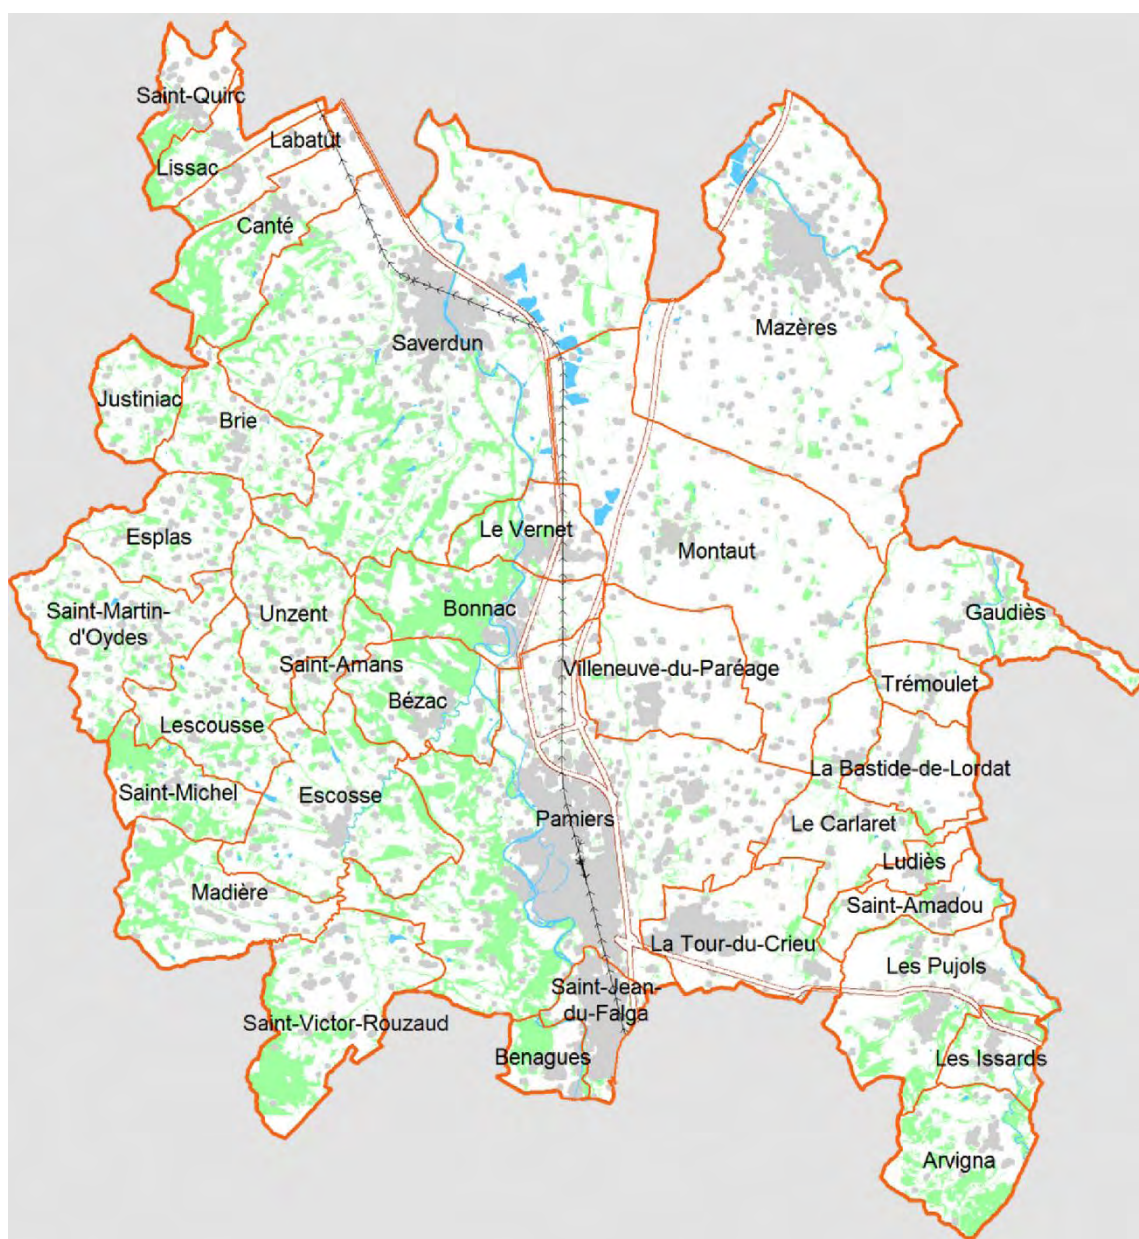 Saint-Quirc
Labatut
Lissac
Canté
Mazères
Saverdun
Justiniac
Brie
Le Vernet
Esplas
Montaut
Saint-Martin-
d'Oydes
Unzent
Bonnac
Gaudiès
Saint-Amans
Villeneuve-du-Paréage
Trémoulet
Bézac
Lescousse
La Bastide-de-Lordat
Saint-Michel
Escosse
Pamiers
Le Carlaret
Ludiès
Madière
Saint-Amadou
La Tour-du-Crieu
Les Pujols
Saint-Jean-
du-Falga
Saint-Victor-Rouzaud
Benagues
Les Issards
Arvigna